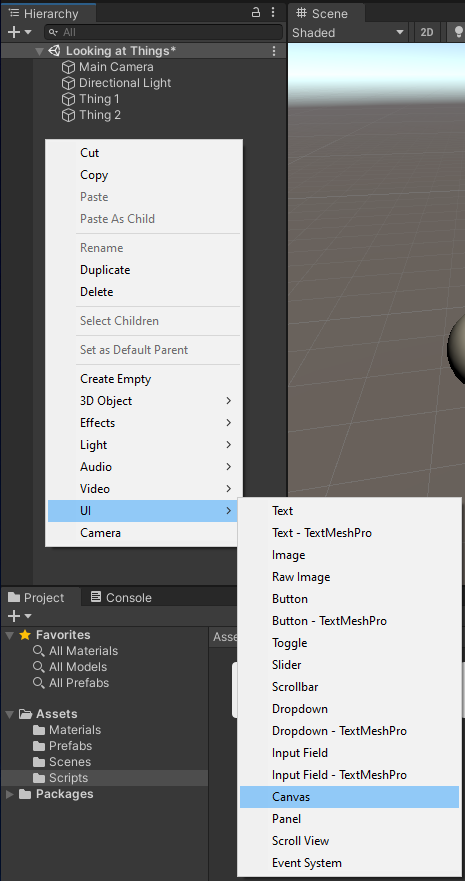 Hierarchy
Scene
All
Shaded
2D
Looking at Things*
Main Camera
Directional Light
Thing 1
Thing 2
Cut
Copy
Paste
Paste As Child
Rename
Duplicate
Delete
Select Children
Set as Default Parent
Create Empty
3D Object
Effects
Light
Audio
Video
UI
Camera
Text
Text - TextMeshPro
Image
Raw Image
Button
Button - TextMeshPro
Toggle
Slider
Scrollbar
Dropdown
Dropdown - TextMeshPro
Input Field
Input Field - TextMeshPro
Canvas
Panel
Scroll View
Event System
Project
Console
Favorites
All Materials
All Models
All Prefabs
Assets
Materials
Prefabs
Scenes
Scripts
Packages
Asse